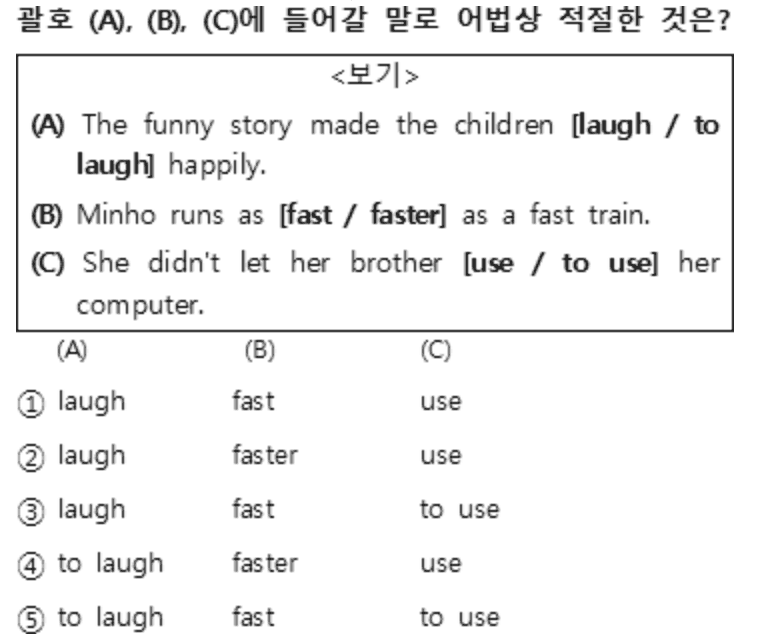 괄호 (A), (B), (C)에 들어갈 말로 어법상 적절한 것은?
<보기>
(A) The funny story made the children [laugh / to
laugh] happily.
(B) Minho runs as [fast / faster] as a fast train.
(C) She didn't let her brother [use / to use] her
computer.
(A) (B) (C)
① laugh fast use
② laugh faster use
③ laugh fast to use
④ to laugh faster use
⑤ to laugh fast to use